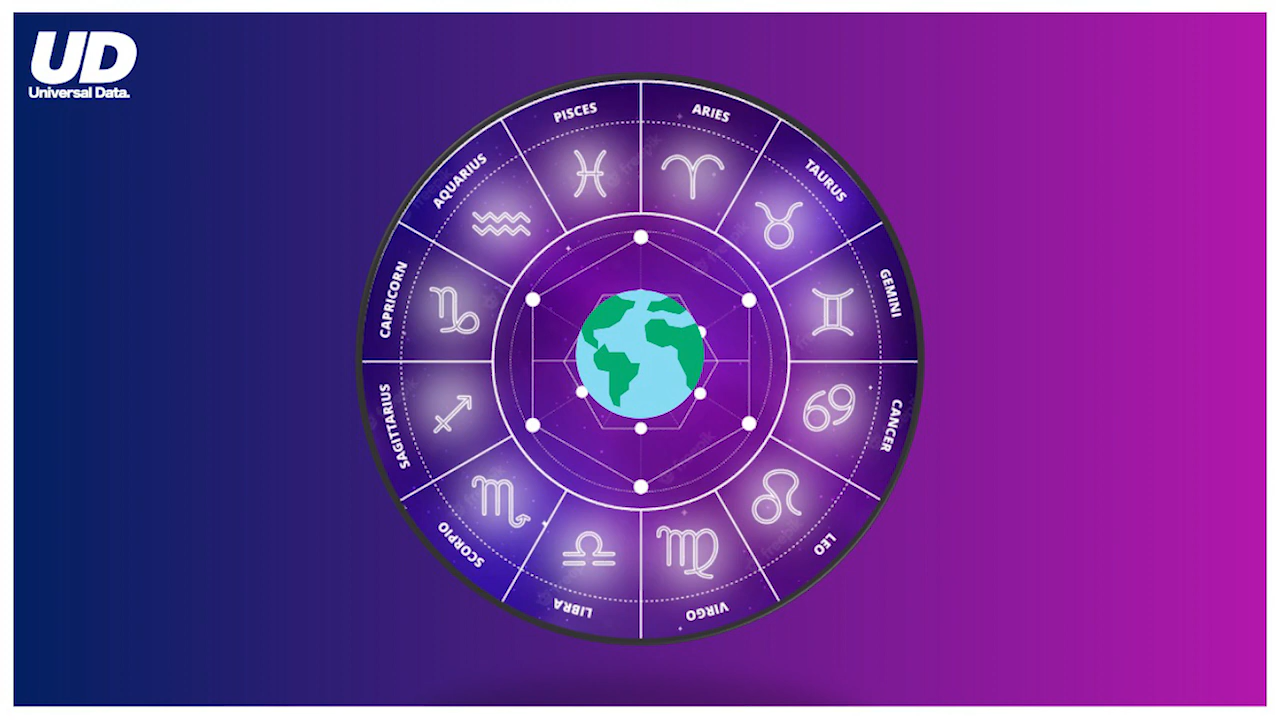 UD
Universal Data.
PISCES
ARIES
AQUARIUS
TAURUS
CAPRICORN
GEMINI
SAGITTARIUS
CANCER
SCORPIO
LEO
LIBRA
VIRGO